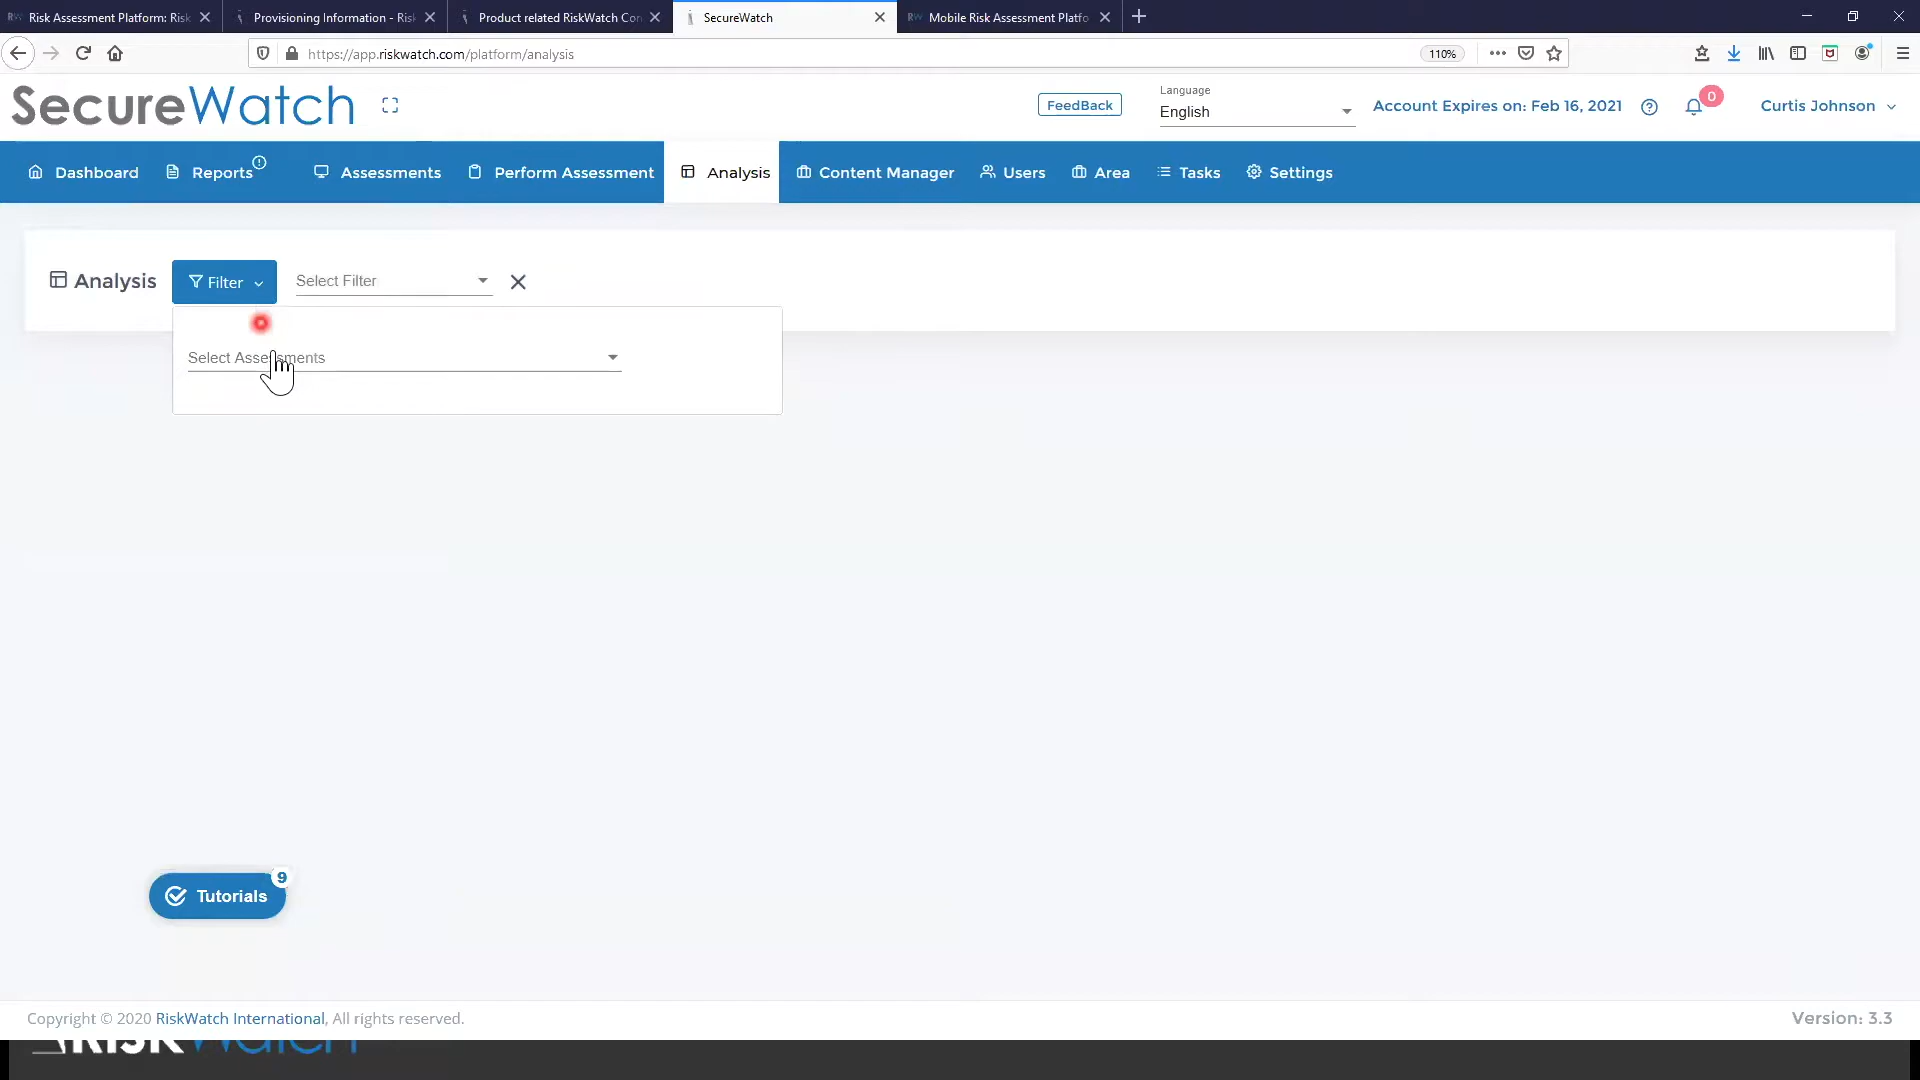 Risk Assessment Platform: Risk
Provisioning Information - Risk
Product related RiskWatch Con
SecureWatch
Mobile Risk Assessment Platfo
https://app.riskwatch.com/platform/analysis
110%
SecureWatch
FeedBack
Language
English
Account Expires on: Feb 16, 2021
0
Curtis Johnson
Dashboard
Reports
Assessments
Perform Assessment
Analysis
Content Manager
Users
Area
Tasks
Settings
Analysis
Filter
Select Filter
Select Assessments
9
Tutorials
Copyright © 2020 RiskWatch International, All rights reserved.
Version: 3.3
RISKWatch